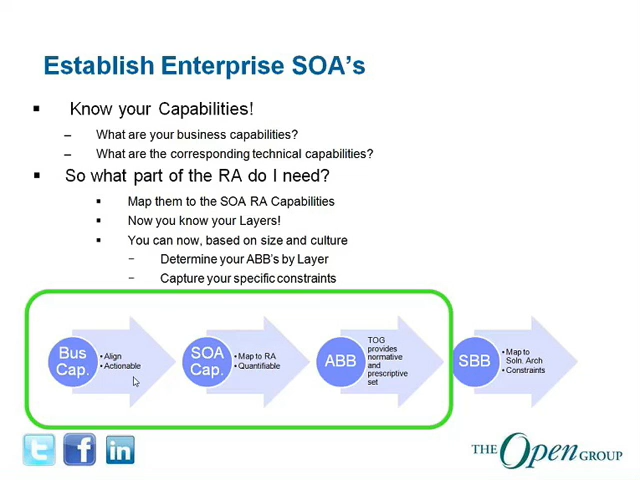 Establish Enterprise SOA's
▪ Know your Capabilities!
– What are your business capabilities?
– What are the corresponding technical capabilities?
▪ So what part of the RA do I need?
▪ Map them to the SOA RA Capabilities
▪ Now you know your Layers!
▪ You can now, based on size and culture
– Determine your ABB's by Layer
– Capture your specific constraints
Bus
Cap.
• Align
• Actionable
SOA
Cap.
• Map to RA
• Quantifiable
ABB
TOG
provides
normative
and
prescriptive
set
SBB
• Map to
Soln. Arch
• Constraints
t
f
in
THE Open GROUP